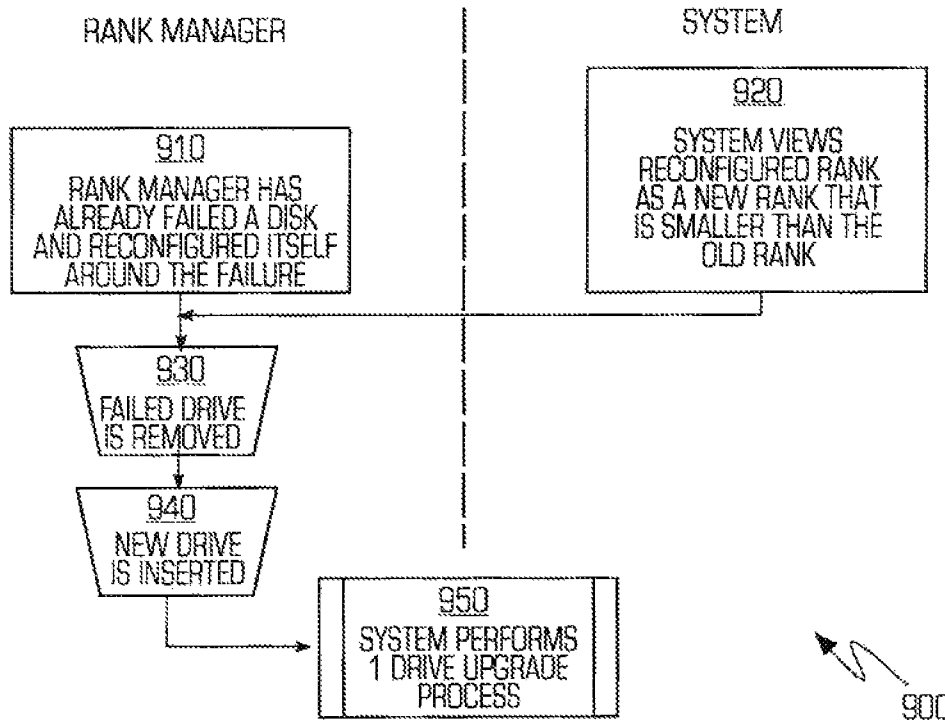 RANK MANAGER
SYSTEM
910
RANK MANAGER HAS
ALREADY FAILED A DISK
AND RECONFIGURED ITSELF
AROUND THE FAILURE
920
SYSTEM VIEWS
RECONFIGURED RANK
AS A NEW RANK THAT
IS SMALLER THAN THE
OLD RANK
930
FAILED DRIVE
IS REMOVED
940
NEW DRIVE
IS INSERTED
950
SYSTEM PERFORMS
1 DRIVE UPGRADE
PROCESS
900